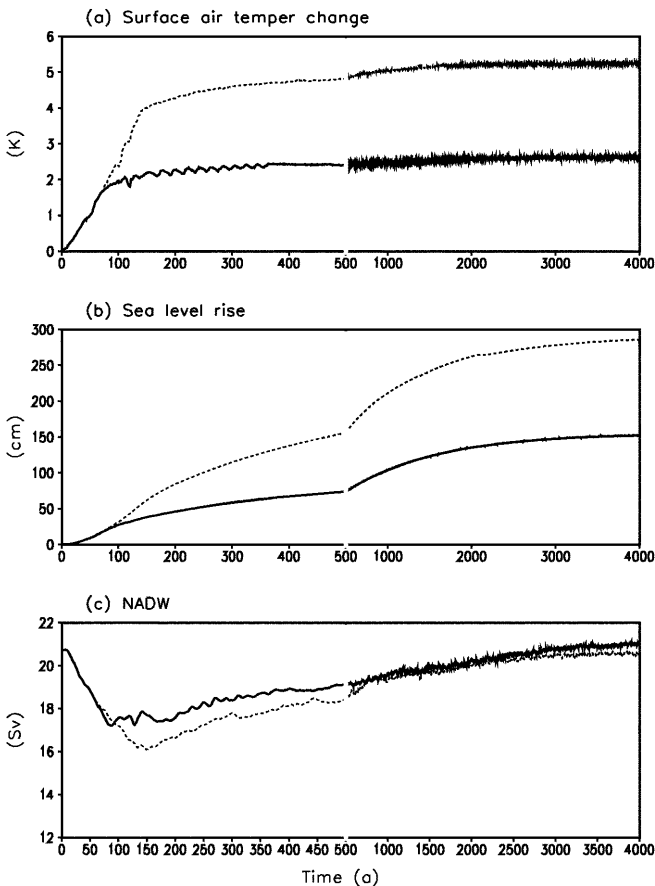 (a) Surface air temper change
6
5
4
3
2
1
0
(K)
0 100 200 300 400 500 1000 2000 3000 4000
(b) Sea level rise
300
250
200
150
100
50
0
(cm)
0 100 200 300 400 500 1000 2000 3000 4000
(c) NADW
22
20
18
16
14
12
(Sv)
0 50 100 150 200 250 300 350 400 450 500 1000 1500 2000 2500 3000 3500 4000
Time (a)